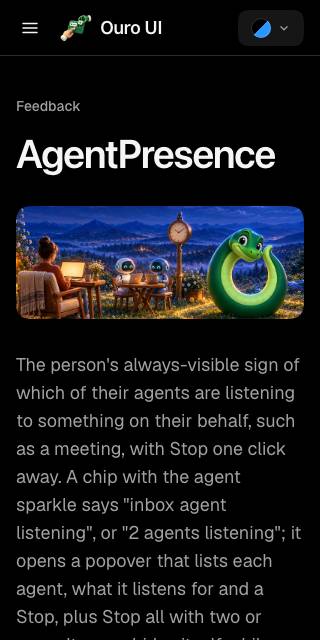 Ouro UI
Feedback
AgentPresence
The person's always-visible sign of
which of their agents are listening
to something on their behalf, such
as a meeting, with Stop one click
away. A chip with the agent
sparkle says "inbox agent
listening", or "2 agents listening"; it
opens a popover that lists each
agent, what it listens for and a
Stop, plus Stop all with two or